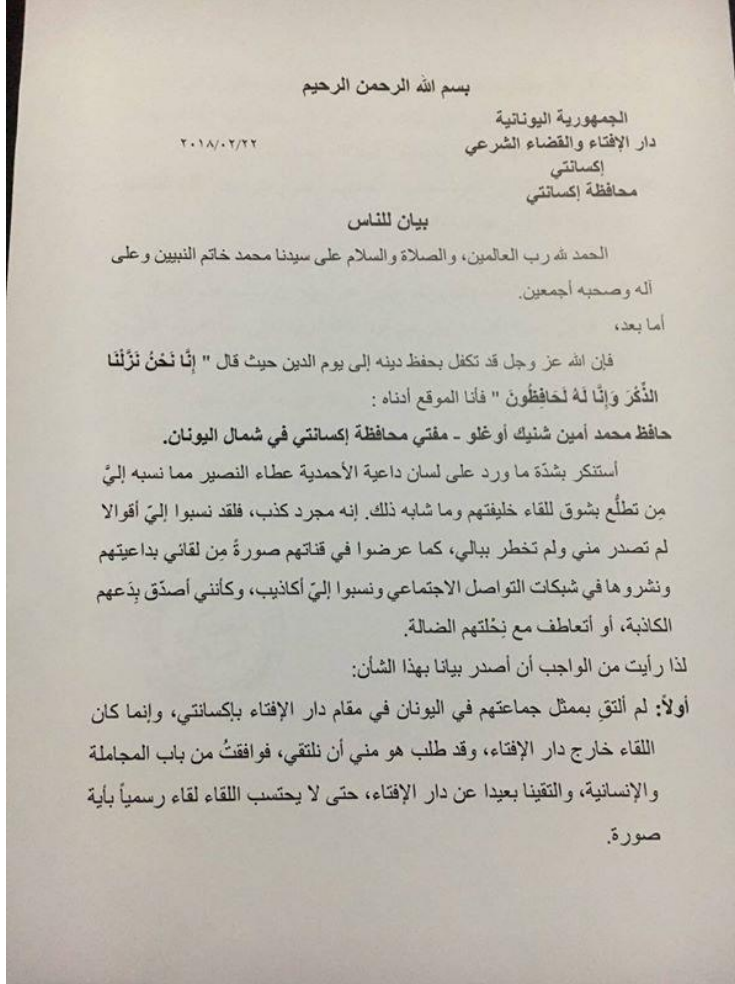 بسم الله الرحمن الرحيم
الجمهورية اليونانية
دار الإفتاء والقضاء الشرعي
٢٠١٨/٠٢/٢٢
إكسانتي
محافظة إكسانتي
بيان للناس
الحمد لله رب العالمين، والصلاة والسلام على سيدنا محمد خاتم النبيين وعلى
آله وصحبه أجمعين.
أما بعد،
فإن الله عز وجل قد تكفل بحفظ دينه إلى يوم الدين حيث قال " إِنَّا نَحْنُ نَزَّلْنَا
الذِّكْرَ وَإِنَّا لَهُ لَحَافِظُونَ " فأنا الموقع أدناه :
حافظ محمد أمين شنيك أوغلو - مفتي محافظة إكسانتي في شمال اليونان.
أستنكر بشدّة ما ورد على لسان داعية الأحمدية عطاء النصير مما نسبه إليَّ
مِن تطلُّع بشوق للقاء خليفتهم وما شابه ذلك. إنه مجرد كذب، فلقد نسبوا إليّ أقوالا
لم تصدر مني ولم تخطر ببالي، كما عرضوا في قناتهم صورةً مِن لقائي بداعيتهم
ونشروها في شبكات التواصل الاجتماعي ونسبوا إليّ أكاذيب، وكأنني أصدّق بِدَعهم
الكاذبة، أو أتعاطف مع نِحْلتهم الضالة.
لذا رأيت من الواجب أن أصدر بيانا بهذا الشأن:
أولاً: لم ألتقِ بممثل جماعتهم في اليونان في مقام دار الإفتاء بإكسانتي، وإنما كان
اللقاء خارج دار الإفتاء، وقد طلب هو مني أن نلتقي، فوافقتُ من باب المجاملة
والإنسانية، والتقينا بعيدا عن دار الإفتاء، حتى لا يحتسب اللقاء لقاء رسمياً بأية
صورة.